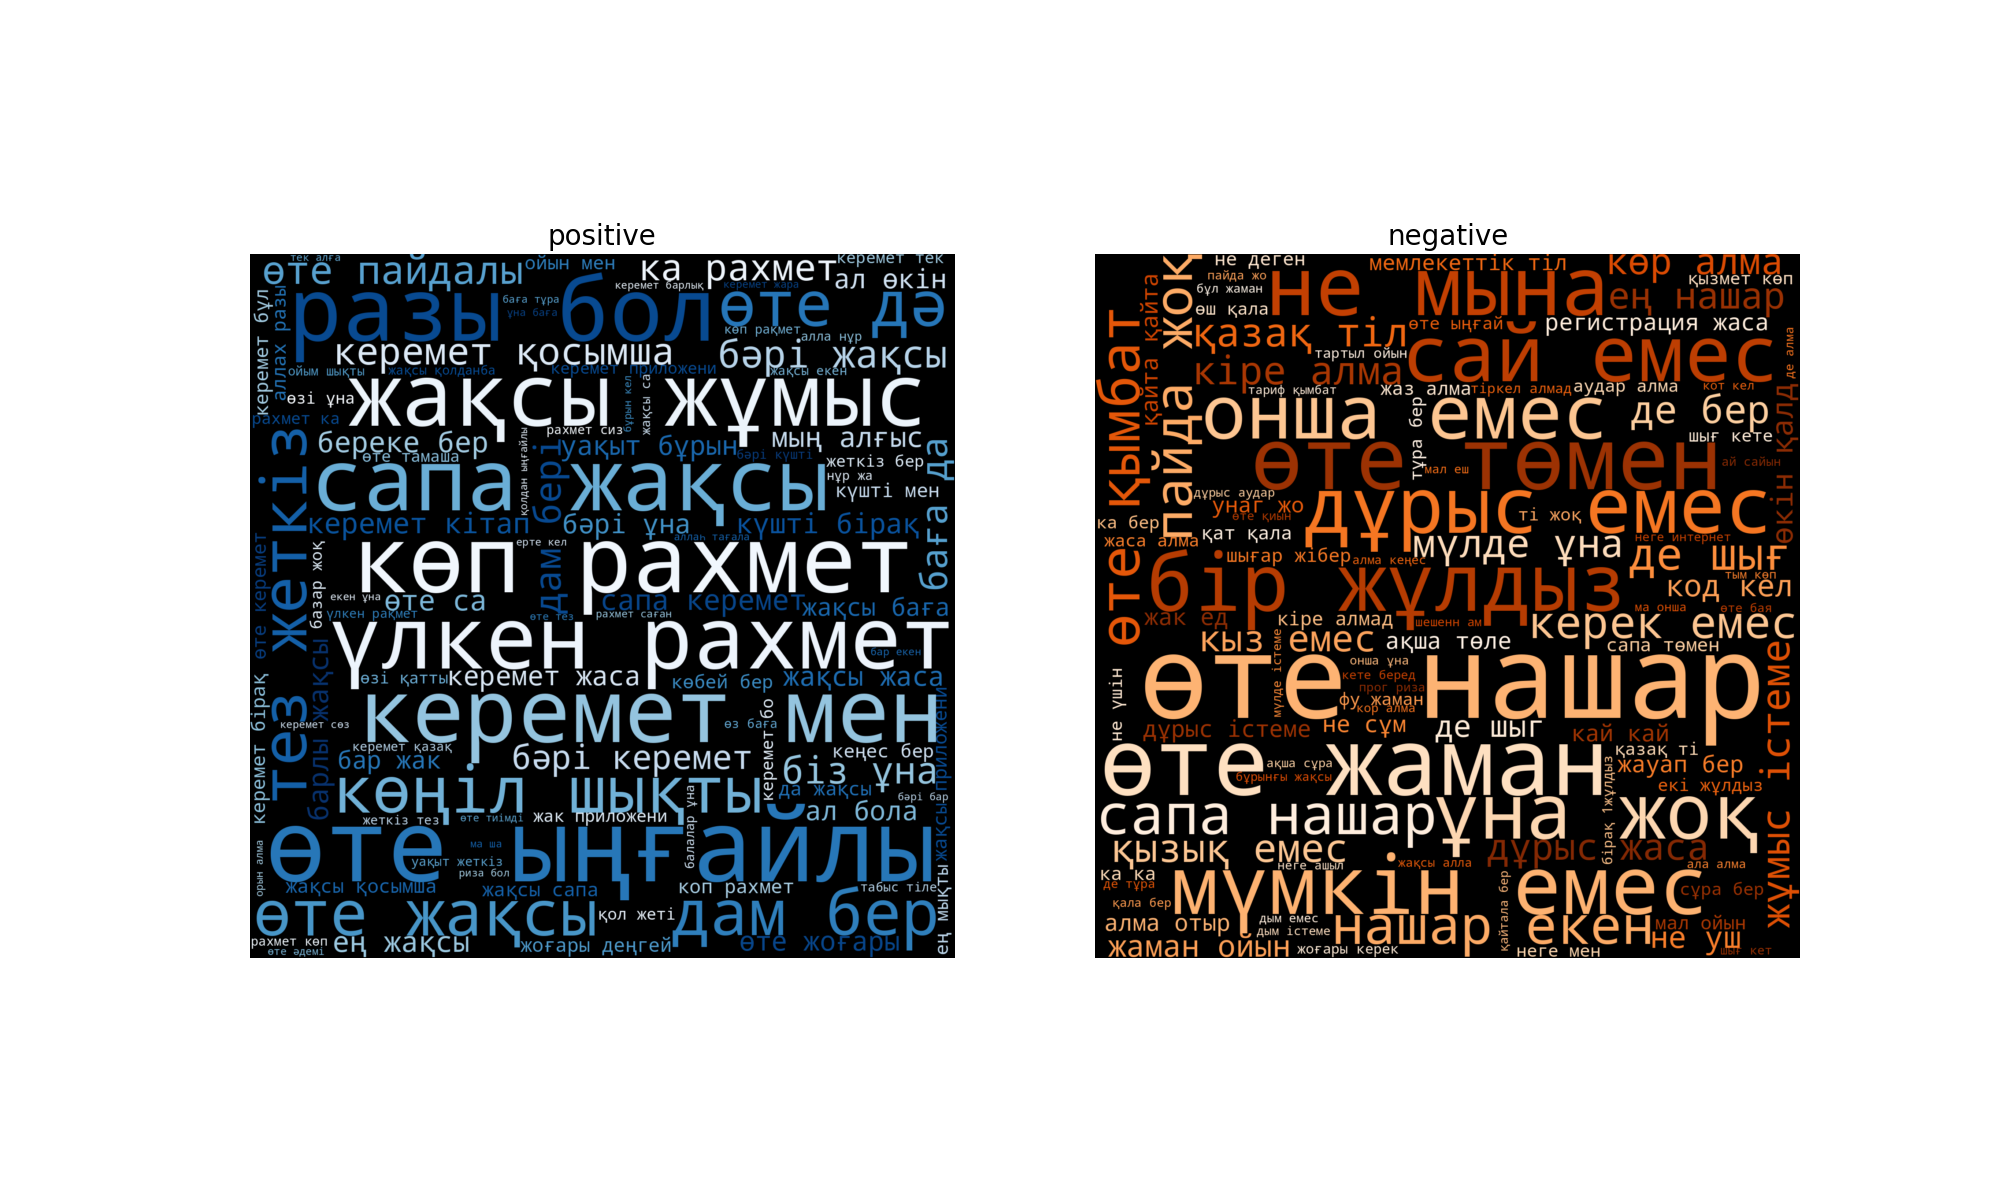 positive
тек алға
өте пайдалы
ойын мен
ка рахмет
керемет тек
ал өкін
керемет барлық
керемет жара
керемет бұл
аллах разы
разы бол
баға тұра
ұна баға
өте дә
көп рақмет
алла нұр
керемет қосымша
бәрі жақсы
ойым шықты
жақсы қолданба
керемет приложени
жақсы екен
өзі ұна
жақсы жұмыс
бұрын кел
жақсы са
рахмет ка
рахмет сиз
береке бер
өте тамаша
қолдан ыңғайлы
дам бері
уақыт бұрын
мың алғыс
бәрі күшті
жеткіз бер
нұр жа
күшті мен
баға да
тез жеткіз
сапа жақсы
керемет кітап
бәрі ұна
күшті бірақ
аллаһ тағала
ерте кел
көп рахмет
өте керемет
базар жоқ
екен ұна
өте са
сапа керемет
жақсы баға
үлкен рақмет
өте тез
рахмет саған
үлкен рахмет
бар екен
өзі қатты
керемет жаса
көбей бер
жақсы жаса
керемет бірақ
барлы жақсы
керемет мен
керемет сөз
өз баға
керемет бо
жақсы приложени
керемет қазақ
бар жак
бәрі керемет
кеңес бер
біз ұна
көңіл шықты
да жақсы
бәрі бар
балалар ұна
ал бола
жеткіз тез
өте тиімді
жак приложени
өте ыңғайлы
ма ша
уақыт жеткіз
риза бол
орын алма
жақсы қосымша
жақсы сапа
коп рахмет
табыс тіле
өте жақсы
қол жеті
дам бер
ең мықты
рахмет көп
ең жақсы
жоғары деңгей
өте жоғары
өте әдемі
negative
не деген
мемлекеттік тіл
көр алма
пайда жо
қызмет көп
бұл жаман
не мына
ең нашар
өш қала
қайта қайта
пайда жоқ
қазақ тіл
өте ыңғай
регистрация жаса
де алма
тартыл ойын
сай емес
кіре алма
тариф қымбат
жаз алма
тіркел алмад
аудар алма
кот кел
өте қымбат
онша емес
де бер
өкін қалд
тұра бер
шығ кете
өте төмен
мал еш
ай сайын
дұрыс аудар
унаг жо
өте қиын
дұрыс емес
ті жоқ
ка бер
жаса алма
қат қала
мүлде ұна
неге интернет
шығар жібер
алма кеңес
де шығ
бір жұлдыз
тым көп
код кел
жак ед
кіре алмад
шешенн ам
ма онша
өте бая
керек емес
кыз емес
ақша төле
сапа төмен
мүлде істеме
онша ұна
кете беред
прог риза
өте нашар
не үшін
фу жаман
кор алма
дұрыс істеме
не сұм
де шыг
кай кай
қазақ ті
жұмыс істемей
өте жаман
ақша сұра
бұрынғы жақсы
жауап бер
екі жұлдыз
бірақ 1жұлдыз
сапа нашар
ұна жоқ
қызық емес
неге ашыл
жақсы алла
дұрыс жаса
ала алма
ка ка
де тұра
мүмкін емес
сұра бер
қала бер
қайтала бер
алма отыр
дым емес
дым істеме
нашар екен
мал ойын
не уш
жаман ойын
жоғары керек
неге мен
шығ кет